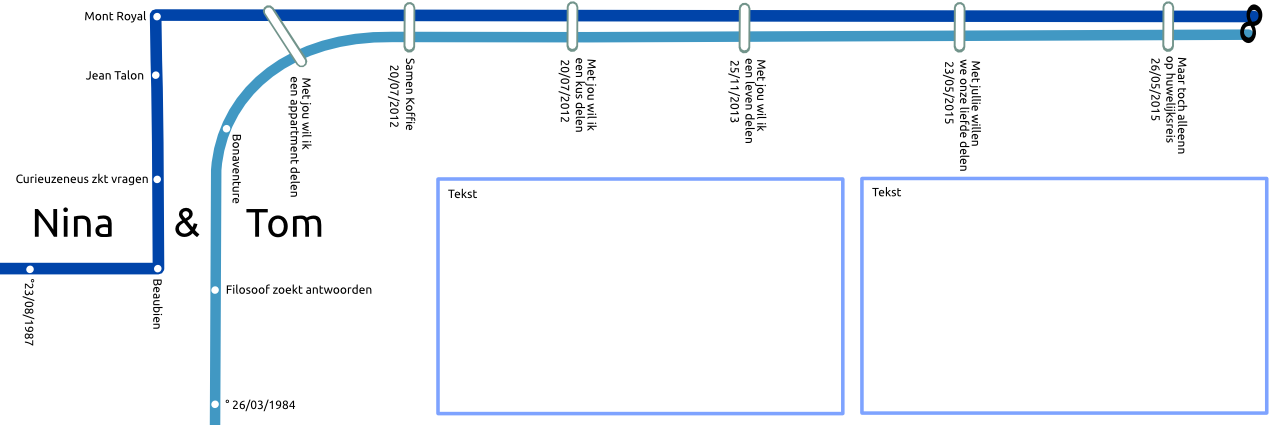 Mont Royal
Jean Talon
Curieuzeneus zkt vragen
Nina & Tom
°23/08/1987
Beaubien
Bonaventure
Filosoof zoekt antwoorden
° 26/03/1984
Met jou wil ik
een appartment delen
Samen Koffie
20/07/2012
Met jou wil ik
een kus delen
20/07/2012
Met jou wil ik
een leven delen
25/11/2013
Met jullie willen
we onze liefde delen
23/05/2015
Maar toch alleenn
op huwelijksreis
26/05/2015
Tekst
Tekst